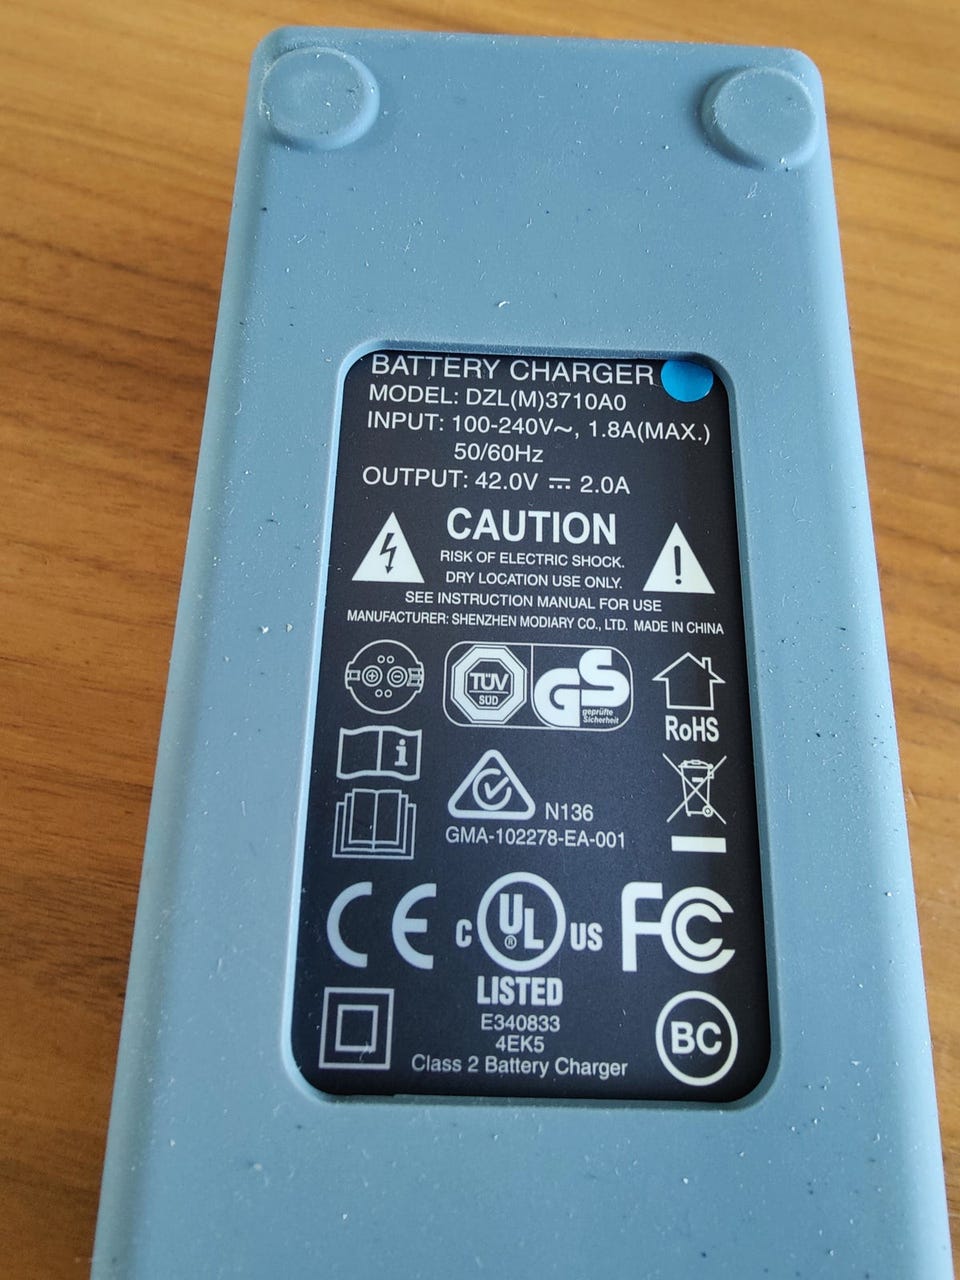 BATTERY CHARGER
MODEL: DZL(M)3710A0
INPUT: 100-240V~, 1.8A(MAX.)
50/60Hz
OUTPUT: 42.0V ⎓ 2.0A
CAUTION
RISK OF ELECTRIC SHOCK.
DRY LOCATION USE ONLY.
SEE INSTRUCTION MANUAL FOR USE
MANUFACTURER: SHENZHEN MODIARY CO., LTD. MADE IN CHINA
TÜV
SÜD
GS
geprüfte
Sicherheit
RoHS
i
N136
GMA-102278-EA-001
CE
C UL ® US
FC
LISTED
E340833
4EK5
Class 2 Battery Charger
BC